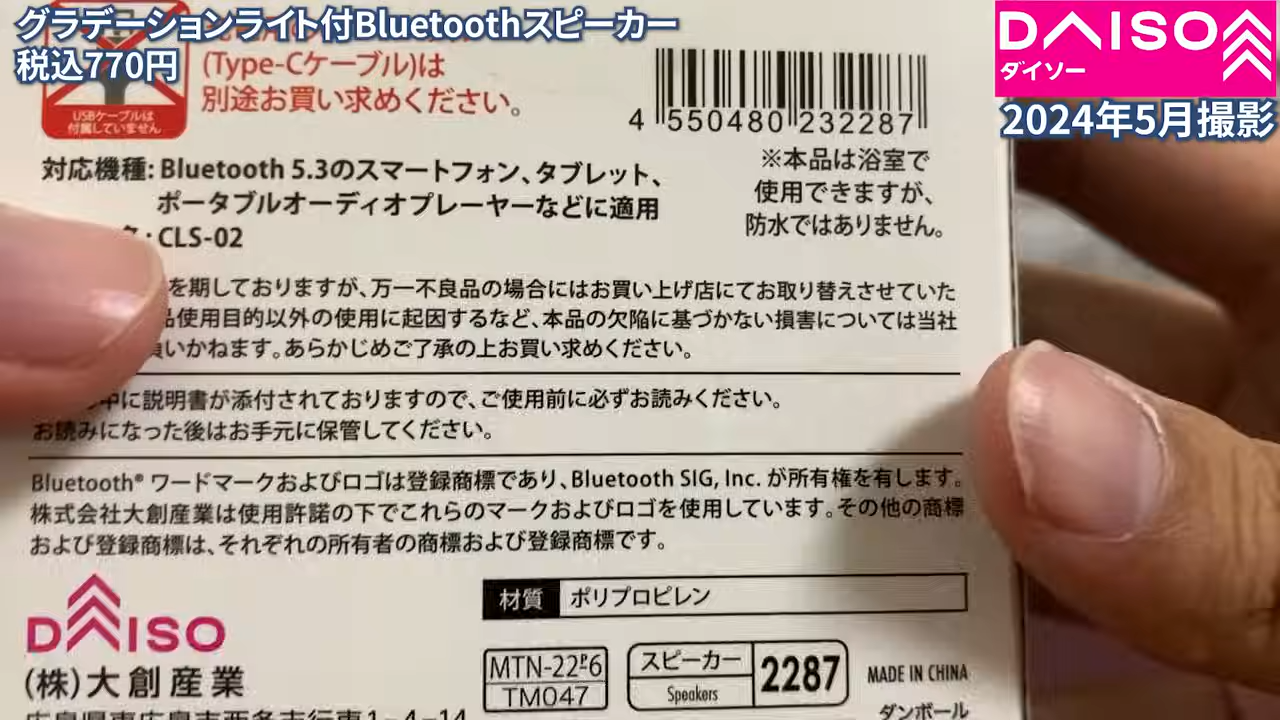 グラデーションライト付Bluetoothスピーカー
税込770円
DAISO
ダイソー
2024年5月撮影
(Type-Cケーブル)は
別途お買い求めください。
USBケーブルは
付属していません
4 550480 232287
※本品は浴室で
使用できますが、
防水ではありません。
対応機種: Bluetooth 5.3のスマートフォン、タブレット、
ポータブルオーディオプレーヤーなどに適用
: CLS-02
を期しておりますが、万一不良品の場合にはお買い上げ店にてお取り替えさせていた
品使用目的以外の使用に起因するなど、本品の欠陥に基づかない損害については当社
負いかねます。あらかじめご了承の上お買い求めください。
中に説明書が添付されておりますので、ご使用前に必ずお読みください。
お読みになった後はお手元に保管してください。
Bluetooth® ワードマークおよびロゴは登録商標であり、Bluetooth SIG, Inc. が所有権を有します。
株式会社大創産業は使用許諾の下でこれらのマークおよびロゴを使用しています。その他の商標
および登録商標は、それぞれの所有者の商標および登録商標です。
材質 ポリプロピレン
DAISO
(株)大創産業
MTN-22P6
TM047
スピーカー
Speakers
2287
MADE IN CHINA
ダンボール